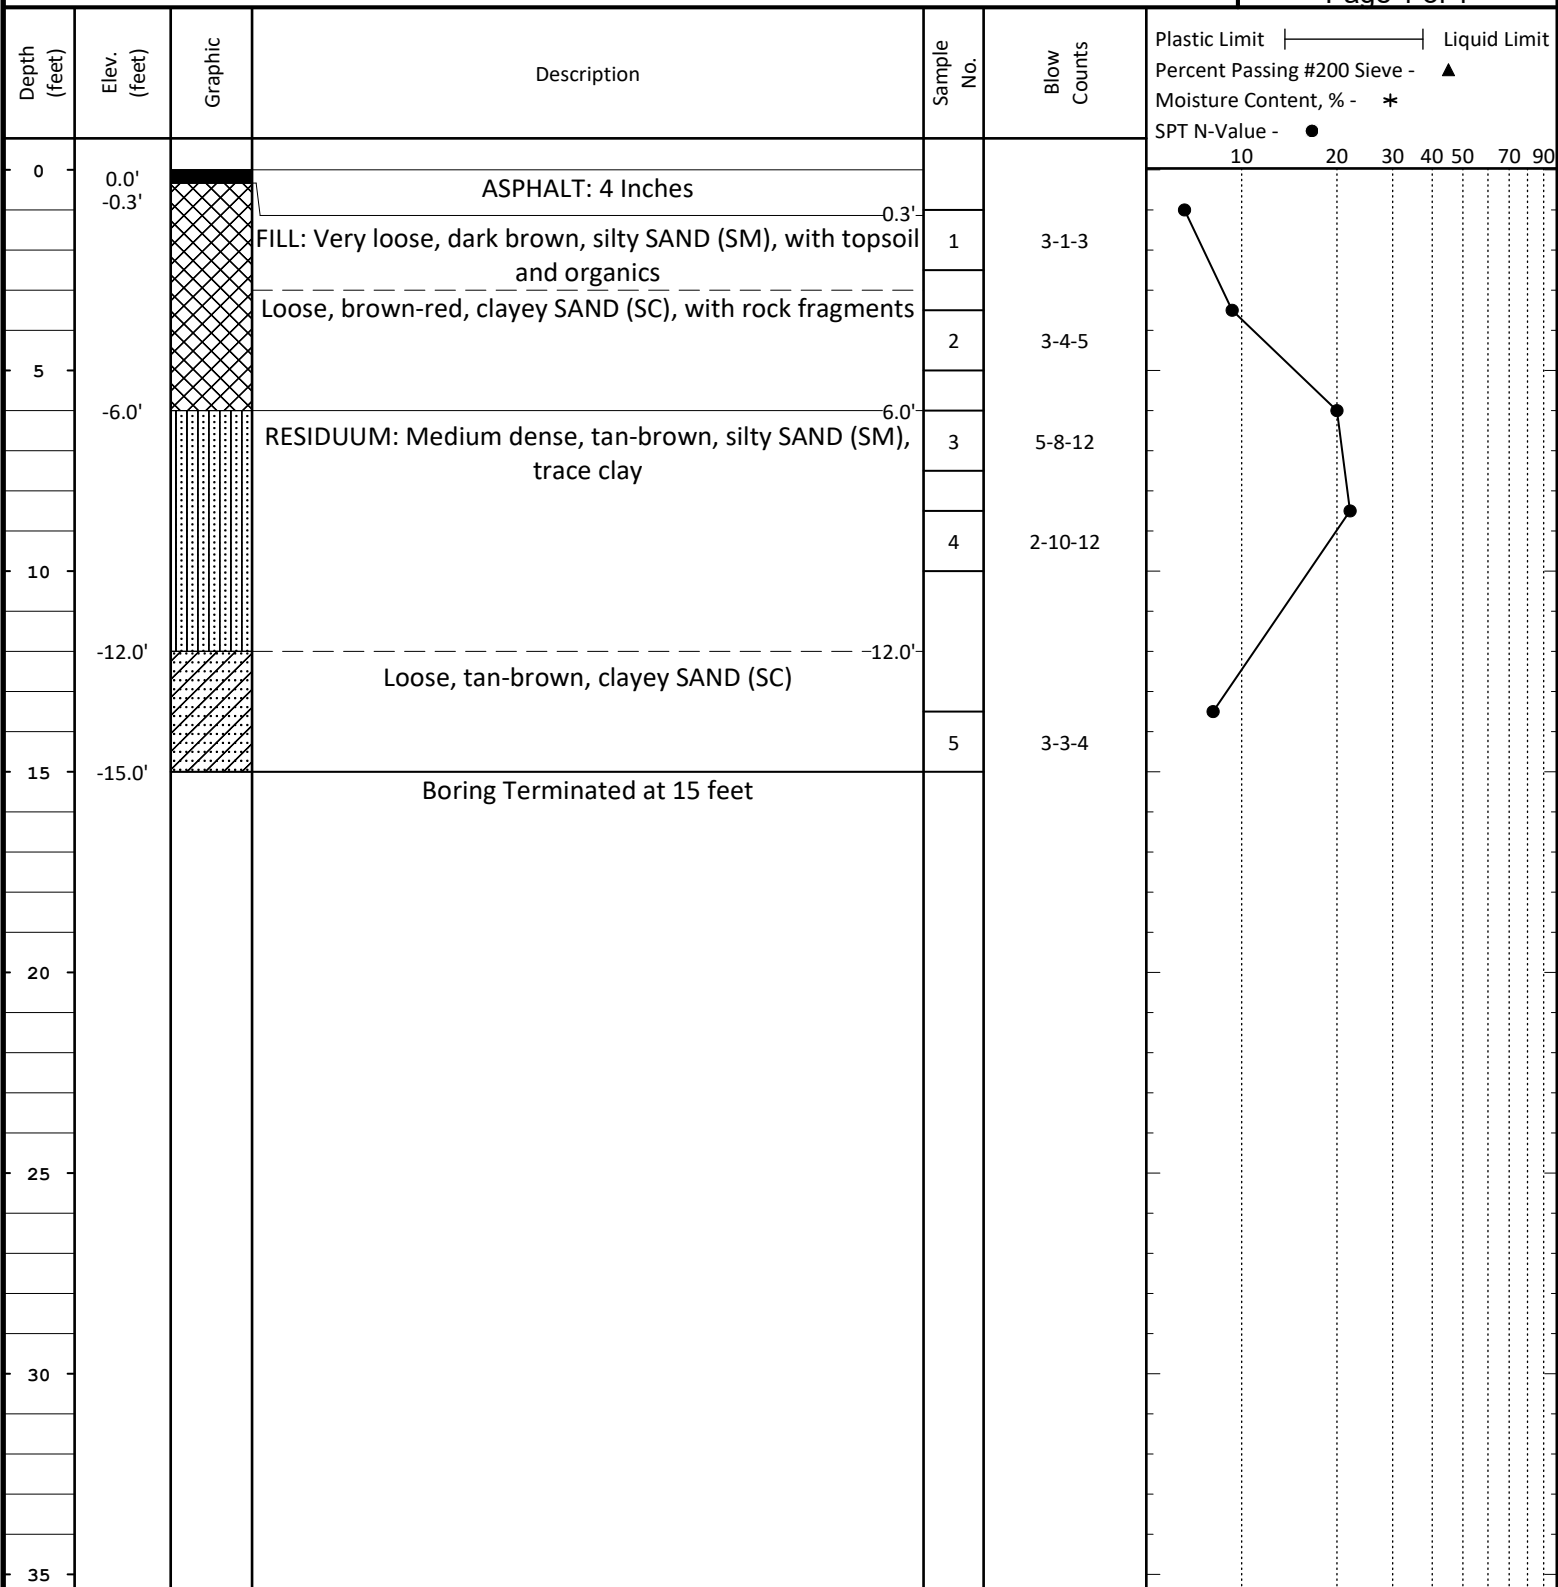 Depth (feet)
Elev. (feet)
Graphic
Description
Sample No.
Blow Counts
Plastic Limit Liquid Limit
Percent Passing #200 Sieve - ▲
Moisture Content, % - *
SPT N-Value - ●
10 20 30 40 50 70 90
0
0.0'
-0.3'
ASPHALT: 4 Inches
0.3'
FILL: Very loose, dark brown, silty SAND (SM), with topsoil
and organics
1
3-1-3
Loose, brown-red, clayey SAND (SC), with rock fragments
2
3-4-5
5
-6.0'
6.0'
RESIDUUM: Medium dense, tan-brown, silty SAND (SM),
trace clay
3
5-8-12
4
2-10-12
10
-12.0'
12.0'
Loose, tan-brown, clayey SAND (SC)
5
3-3-4
15
-15.0'
Boring Terminated at 15 feet
20
25
30
35